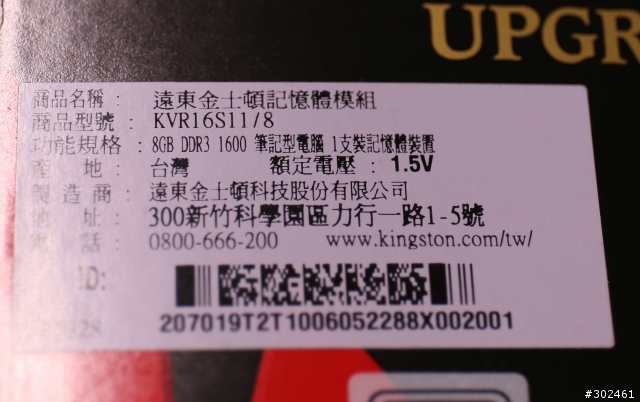 UPGR
商品名稱 : 遠東金士頓記憶體模組
商品型號 : KVR16S11/8
功能規格 : 8GB DDR3 1600 筆記型電腦 1支裝記憶體裝置
產 地 : 台灣 額定電壓 : 1.5V
製造商 : 遠東金士頓科技股份有限公司
地 址 : 300新竹科學園區力行一路1-5號
電 話 : 0800-666-200 www.kingston.com/tw/
ID:
207019T2T1006052288X002001
#302461